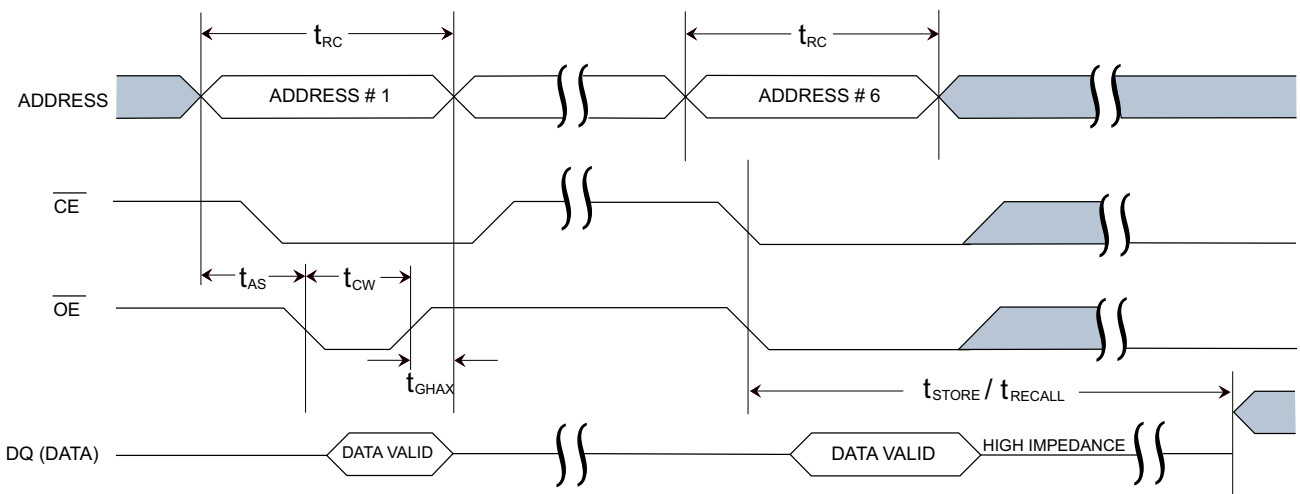 tRC
tRC
ADDRESS
ADDRESS # 1
ADDRESS # 6
CE
tAS
tCW
OE
tGHAX
tSTORE / tRECALL
DQ (DATA)
DATA VALID
DATA VALID
HIGH IMPEDANCE